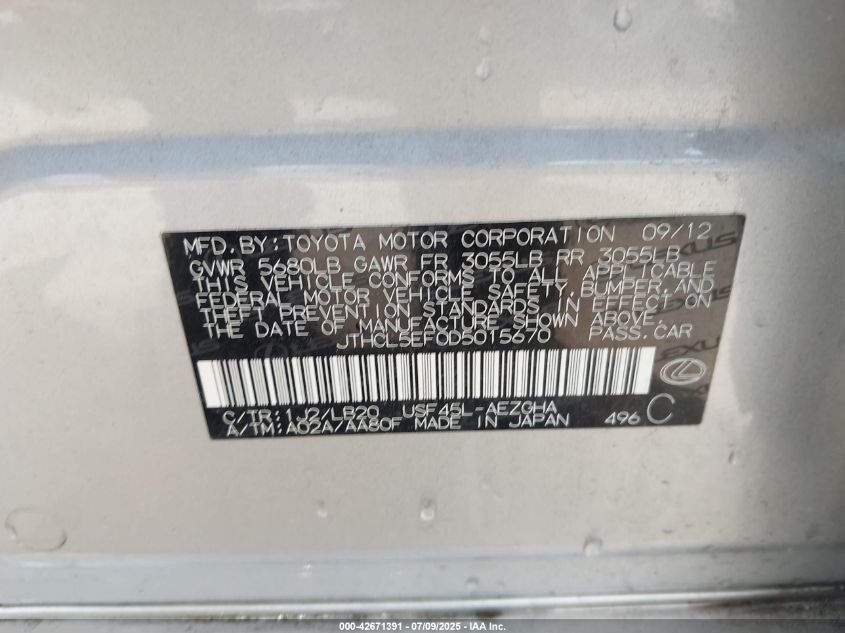 MFD. BY: TOYOTA MOTOR CORPORATION 09/12
GVWR 5680LB GAWR FR 3055LB RR 3055LB
THIS VEHICLE CONFORMS TO ALL APPLICABLE
FEDERAL MOTOR VEHICLE SAFETY, BUMPER, AND
THEFT PREVENTION STANDARDS IN EFFECT ON
THE DATE OF MANUFACTURE SHOWN ABOVE.
JTHCL5EF0D5015670 PASS. CAR
C/TR: 1J2/LB20 USF45L-AEZGHA
A/TM: A02A/AA80F MADE IN JAPAN 496 C
000-42671391 - 07/09/2025 - IAA Inc.